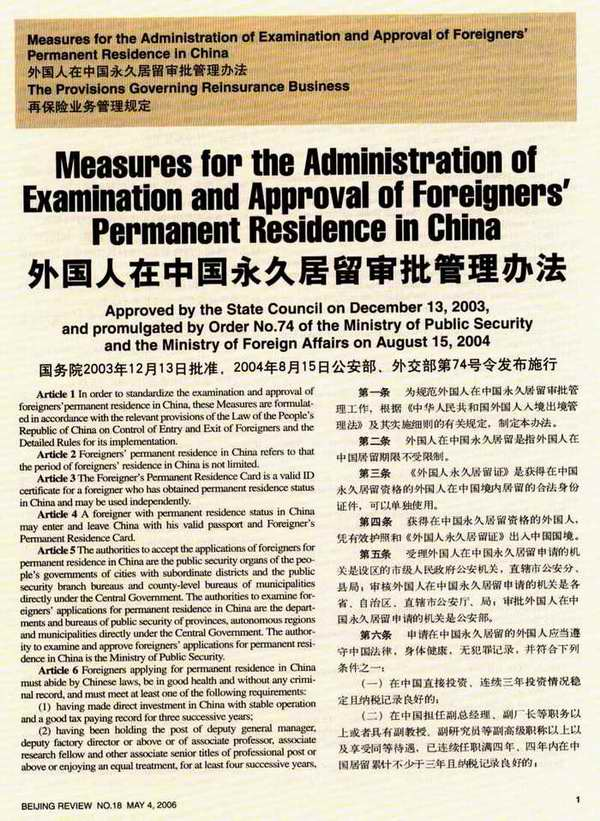 Measures for the Administration of Examination and Approval of Foreigners'
Permanent Residence in China
外国人在中国永久居留审批管理办法
The Provisions Governing Reinsurance Business
再保险业务管理规定
Measures for the Administration of
Examination and Approval of Foreigners'
Permanent Residence in China
外国人在中国永久居留审批管理办法
Approved by the State Council on December 13, 2003,
and promulgated by Order No.74 of the Ministry of Public Security
and the Ministry of Foreign Affairs on August 15, 2004
国务院2003年12月13日批准，2004年8月15日公安部、外交部第74号令发布施行
Article 1 In order to standardize the examination and approval of
foreigners'permanent residence in China, these Measures are formulat-
ed in accordance with the relevant provisions of the Law of the People's
Republic of China on Control of Entry and Exit of Foreigners and the
Detailed Rules for its implementation.
Article 2 Foreigners' permanent residence in China refers to that
the period of foreigners' residence in China is not limited.
Article 3 The Foreigner's Permanent Residence Card is a valid ID
certificate for a foreigner who has obtained permanent residence status
in China and may be used independently.
Article 4 A foreigner with permanent residence status in China
may enter and leave China with his valid passport and Foreigner's
Permanent Residence Card.
Article 5 The authorities to accept the applications of foreigners for
permanent residence in China are the public security organs of the peo-
ple's governments of cities with subordinate districts and the public
security branch bureaus and county-level bureaus of municipalities
directly under the Central Government. The authorities to examine for-
eigners' applications for permanent residence in China are the depart-
ments and bureaus of public security of provinces, autonomous regions
and municipalities directly under the Central Government. The author-
ity to examine and approve foreigners' applications for permanent resi-
dence in China is the Ministry of Public Security.
Article 6 Foreigners applying for permanent residence in China
must abide by Chinese laws, be in good health and without any crimi-
nal record, and must meet at least one of the following requirements:
(1) having made direct investment in China with stable operation
and a good tax paying record for three successive years;
(2) having been holding the post of deputy general manager,
deputy factory director or above or of associate professor, associate
research fellow and other associate senior titles of professional post or
above or enjoying an equal treatment, for at least four successive years,
第一条 为规范外国人在中国永久居留审批管
理工作，根据《中华人民共和国外国人入境出境管
理法》及其实施细则的有关规定，制定本办法。
第二条 外国人在中国永久居留是指外国人在
中国居留期限不受限制。
第三条 《外国人永久居留证》是获得在中国
永久居留资格的外国人在中国境内居留的合法身份
证件，可以单独使用。
第四条 获得在中国永久居留资格的外国人，
凭有效护照和《外国人永久居留证》出入中国国境。
第五条 受理外国人在中国永久居留申请的机
关是设区的市级人民政府公安机关，直辖市公安分、
县局；审核外国人在中国永久居留申请的机关是各
省、自治区、直辖市公安厅、局；审批外国人在中
国永久居留申请的机关是公安部。
第六条 申请在中国永久居留的外国人应当遵
守中国法律，身体健康，无犯罪记录，并符合下列
条件之一：
（一）在中国直接投资、连续三年投资情况稳
定且纳税记录良好的；
（二）在中国担任副总经理、副厂长等职务以
上或者具有副教授、副研究员等副高级职称以上以
及享受同等待遇，已连续任职满四年、四年内在中
国居留累计不少于三年且纳税记录良好的；
BEIJING REVIEW NO.18 MAY 4, 2006
1